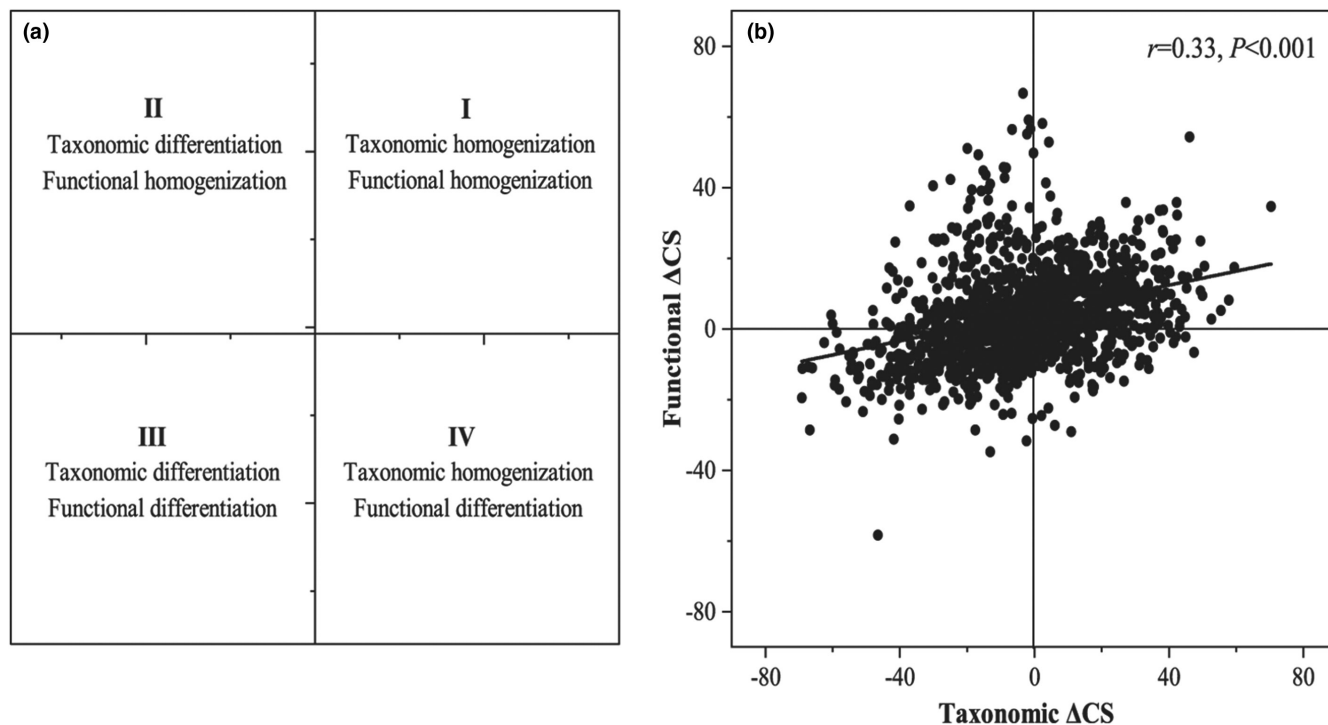 (a)
II
Taxonomic differentiation
Functional homogenization
I
Taxonomic homogenization
Functional homogenization
III
Taxonomic differentiation
Functional differentiation
IV
Taxonomic homogenization
Functional differentiation
(b)
r=0.33, P<0.001
80
40
0
-40
-80
Functional ΔCS
-80
-40
0
40
80
Taxonomic ΔCS